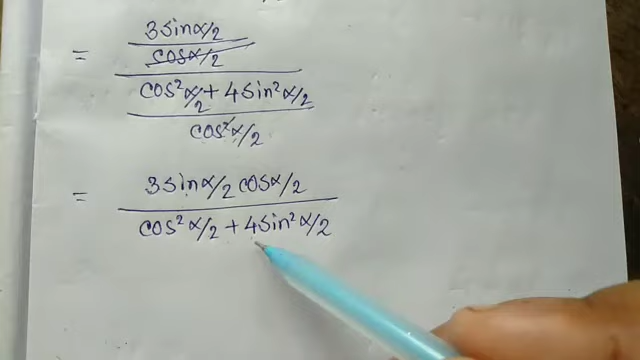 3sinα/2
cosα/2
=
cos²α/2 + 4sin²α/2
cos²α/2
= 3sinα/2 cosα/2
cos²α/2 + 4sin²α/2